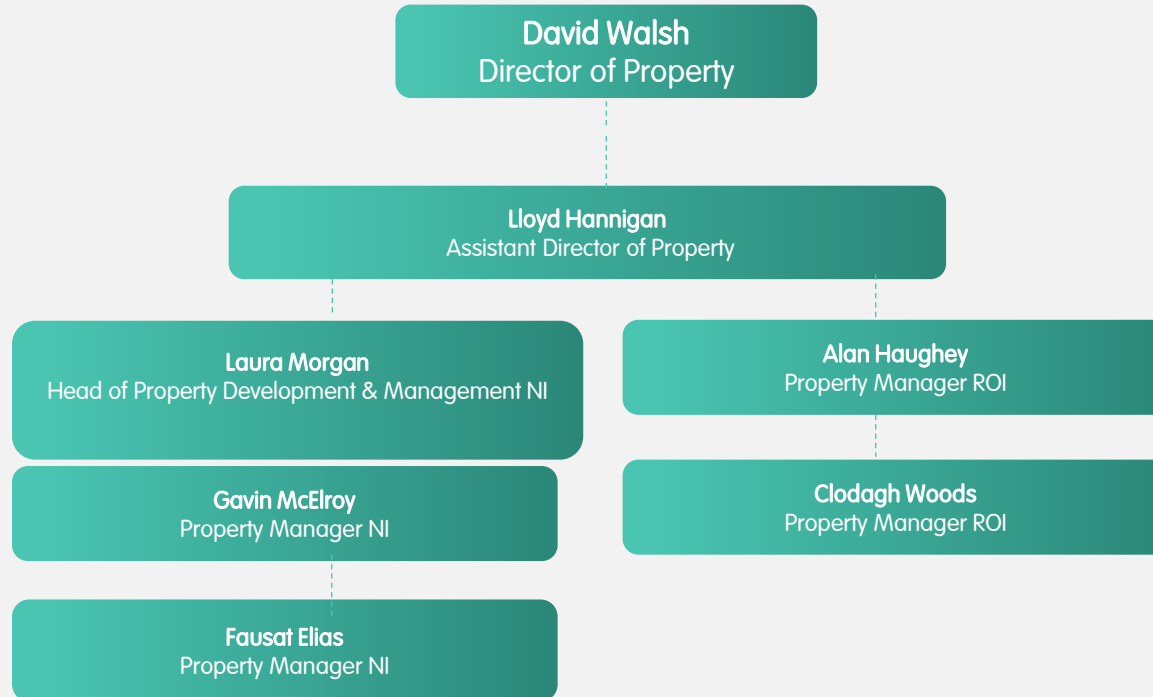 David Walsh
Director of Property
Lloyd Hannigan
Assistant Director of Property
Laura Morgan
Head of Property Development & Management NI
Gavin McElroy
Property Manager NI
Fausat Elias
Property Manager NI
Alan Haughey
Property Manager ROI
Clodagh Woods
Property Manager ROI